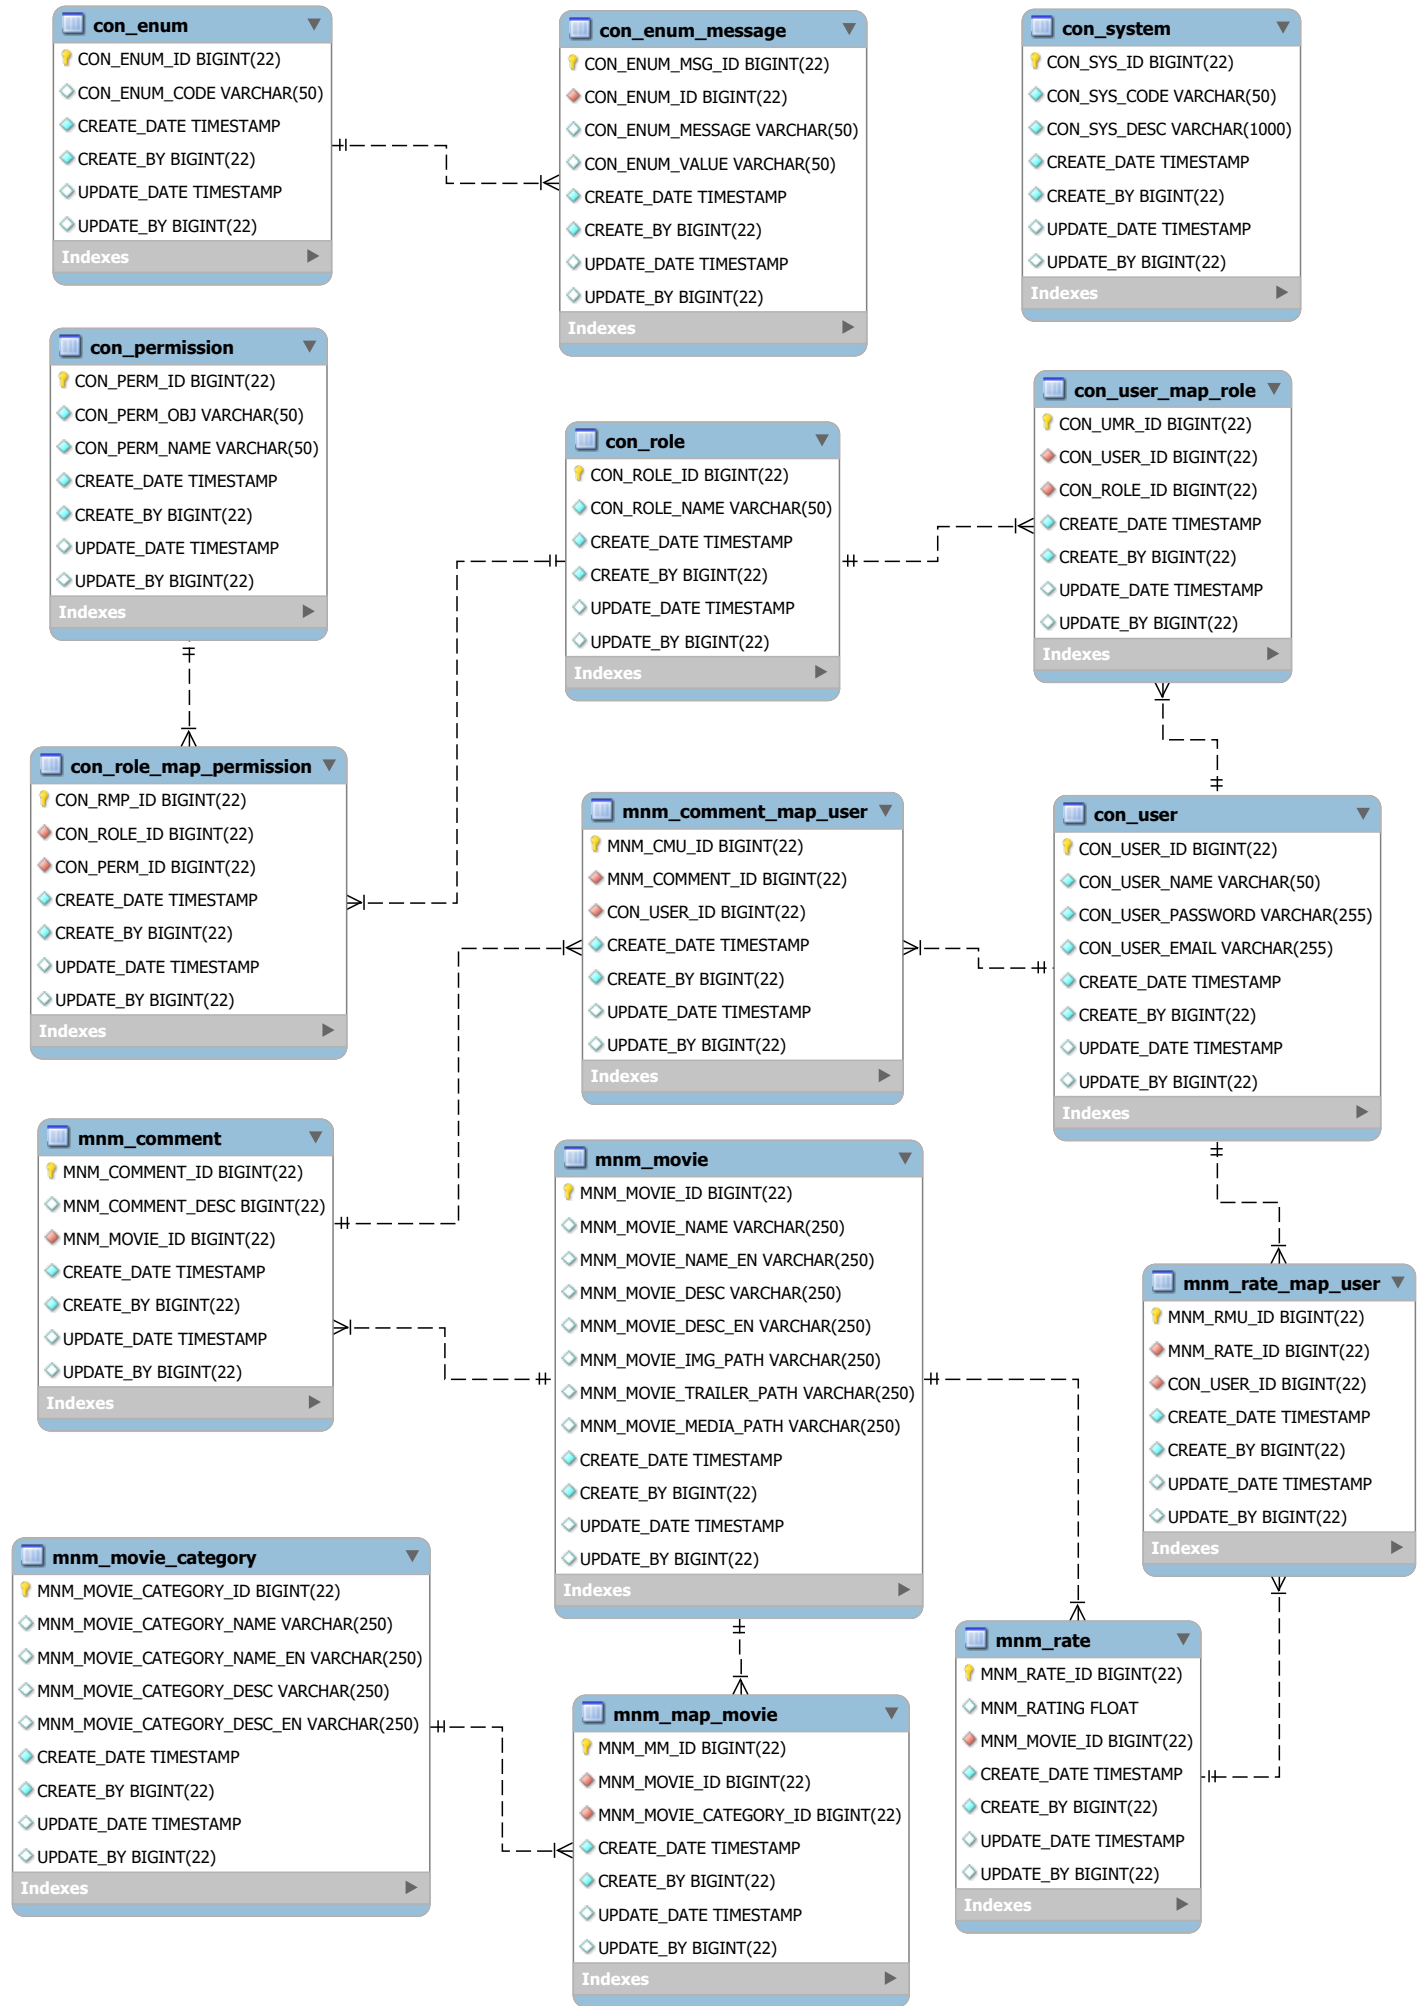 con_enum
CON_ENUM_ID BIGINT(22)
CON_ENUM_CODE VARCHAR(50)
CREATE_DATE TIMESTAMP
CREATE_BY BIGINT(22)
UPDATE_DATE TIMESTAMP
UPDATE_BY BIGINT(22)
Indexes
con_enum_message
CON_ENUM_MSG_ID BIGINT(22)
CON_ENUM_ID BIGINT(22)
CON_ENUM_MESSAGE VARCHAR(50)
CON_ENUM_VALUE VARCHAR(50)
CREATE_DATE TIMESTAMP
CREATE_BY BIGINT(22)
UPDATE_DATE TIMESTAMP
UPDATE_BY BIGINT(22)
Indexes
con_system
CON_SYS_ID BIGINT(22)
CON_SYS_CODE VARCHAR(50)
CON_SYS_DESC VARCHAR(1000)
CREATE_DATE TIMESTAMP
CREATE_BY BIGINT(22)
UPDATE_DATE TIMESTAMP
UPDATE_BY BIGINT(22)
Indexes
con_permission
CON_PERM_ID BIGINT(22)
CON_PERM_OBJ VARCHAR(50)
CON_PERM_NAME VARCHAR(50)
CREATE_DATE TIMESTAMP
CREATE_BY BIGINT(22)
UPDATE_DATE TIMESTAMP
UPDATE_BY BIGINT(22)
Indexes
con_role
CON_ROLE_ID BIGINT(22)
CON_ROLE_NAME VARCHAR(50)
CREATE_DATE TIMESTAMP
CREATE_BY BIGINT(22)
UPDATE_DATE TIMESTAMP
UPDATE_BY BIGINT(22)
Indexes
con_user_map_role
CON_UMR_ID BIGINT(22)
CON_USER_ID BIGINT(22)
CON_ROLE_ID BIGINT(22)
CREATE_DATE TIMESTAMP
CREATE_BY BIGINT(22)
UPDATE_DATE TIMESTAMP
UPDATE_BY BIGINT(22)
Indexes
con_role_map_permission
CON_RMP_ID BIGINT(22)
CON_ROLE_ID BIGINT(22)
CON_PERM_ID BIGINT(22)
CREATE_DATE TIMESTAMP
CREATE_BY BIGINT(22)
UPDATE_DATE TIMESTAMP
UPDATE_BY BIGINT(22)
Indexes
mnm_comment_map_user
MNM_CMU_ID BIGINT(22)
MNM_COMMENT_ID BIGINT(22)
CON_USER_ID BIGINT(22)
CREATE_DATE TIMESTAMP
CREATE_BY BIGINT(22)
UPDATE_DATE TIMESTAMP
UPDATE_BY BIGINT(22)
Indexes
con_user
CON_USER_ID BIGINT(22)
CON_USER_NAME VARCHAR(50)
CON_USER_PASSWORD VARCHAR(255)
CON_USER_EMAIL VARCHAR(255)
CREATE_DATE TIMESTAMP
CREATE_BY BIGINT(22)
UPDATE_DATE TIMESTAMP
UPDATE_BY BIGINT(22)
Indexes
mnm_comment
MNM_COMMENT_ID BIGINT(22)
MNM_COMMENT_DESC BIGINT(22)
MNM_MOVIE_ID BIGINT(22)
CREATE_DATE TIMESTAMP
CREATE_BY BIGINT(22)
UPDATE_DATE TIMESTAMP
UPDATE_BY BIGINT(22)
Indexes
mnm_movie
MNM_MOVIE_ID BIGINT(22)
MNM_MOVIE_NAME VARCHAR(250)
MNM_MOVIE_NAME_EN VARCHAR(250)
MNM_MOVIE_DESC VARCHAR(250)
MNM_MOVIE_DESC_EN VARCHAR(250)
MNM_MOVIE_IMG_PATH VARCHAR(250)
MNM_MOVIE_TRAILER_PATH VARCHAR(250)
MNM_MOVIE_MEDIA_PATH VARCHAR(250)
CREATE_DATE TIMESTAMP
CREATE_BY BIGINT(22)
UPDATE_DATE TIMESTAMP
UPDATE_BY BIGINT(22)
Indexes
mnm_rate_map_user
MNM_RMU_ID BIGINT(22)
MNM_RATE_ID BIGINT(22)
CON_USER_ID BIGINT(22)
CREATE_DATE TIMESTAMP
CREATE_BY BIGINT(22)
UPDATE_DATE TIMESTAMP
UPDATE_BY BIGINT(22)
Indexes
mnm_movie_category
MNM_MOVIE_CATEGORY_ID BIGINT(22)
MNM_MOVIE_CATEGORY_NAME VARCHAR(250)
MNM_MOVIE_CATEGORY_NAME_EN VARCHAR(250)
MNM_MOVIE_CATEGORY_DESC VARCHAR(250)
MNM_MOVIE_CATEGORY_DESC_EN VARCHAR(250)
CREATE_DATE TIMESTAMP
CREATE_BY BIGINT(22)
UPDATE_DATE TIMESTAMP
UPDATE_BY BIGINT(22)
Indexes
mnm_map_movie
MNM_MM_ID BIGINT(22)
MNM_MOVIE_ID BIGINT(22)
MNM_MOVIE_CATEGORY_ID BIGINT(22)
CREATE_DATE TIMESTAMP
CREATE_BY BIGINT(22)
UPDATE_DATE TIMESTAMP
UPDATE_BY BIGINT(22)
Indexes
mnm_rate
MNM_RATE_ID BIGINT(22)
MNM_RATING FLOAT
MNM_MOVIE_ID BIGINT(22)
CREATE_DATE TIMESTAMP
CREATE_BY BIGINT(22)
UPDATE_DATE TIMESTAMP
UPDATE_BY BIGINT(22)
Indexes